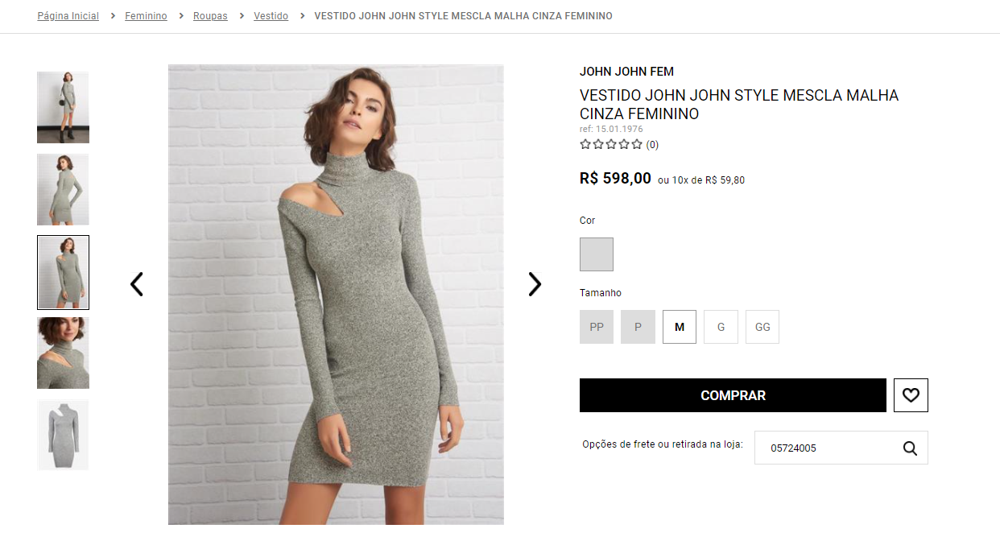 Página Inicial > Feminino > Roupas > Vestido > VESTIDO JOHN JOHN STYLE MESCLA MALHA CINZA FEMININO
JOHN JOHN FEM
VESTIDO JOHN JOHN STYLE MESCLA MALHA
CINZA FEMININO
ref: 15.01.1976
(0)
R$ 598,00 ou 10x de R$ 59,80
Cor
Tamanho
PP P M G GG
COMPRAR
Opções de frete ou retirada na loja: 05724005